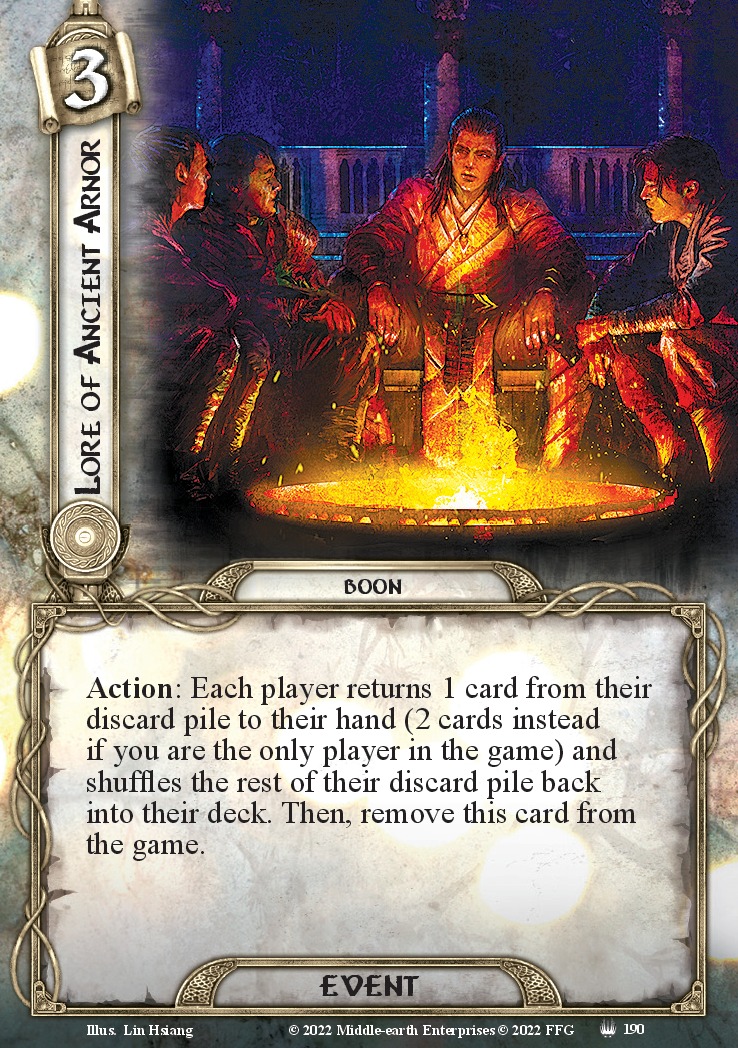 3
LORE OF ANCIENT ARNOR
BOON
Action: Each player returns 1 card from their
discard pile to their hand (2 cards instead
if you are the only player in the game) and
shuffles the rest of their discard pile back
into their deck. Then, remove this card from
the game.
EVENT
Illus. Lin Hsiang © 2022 Middle-earth Enterprises © 2022 FFG 190